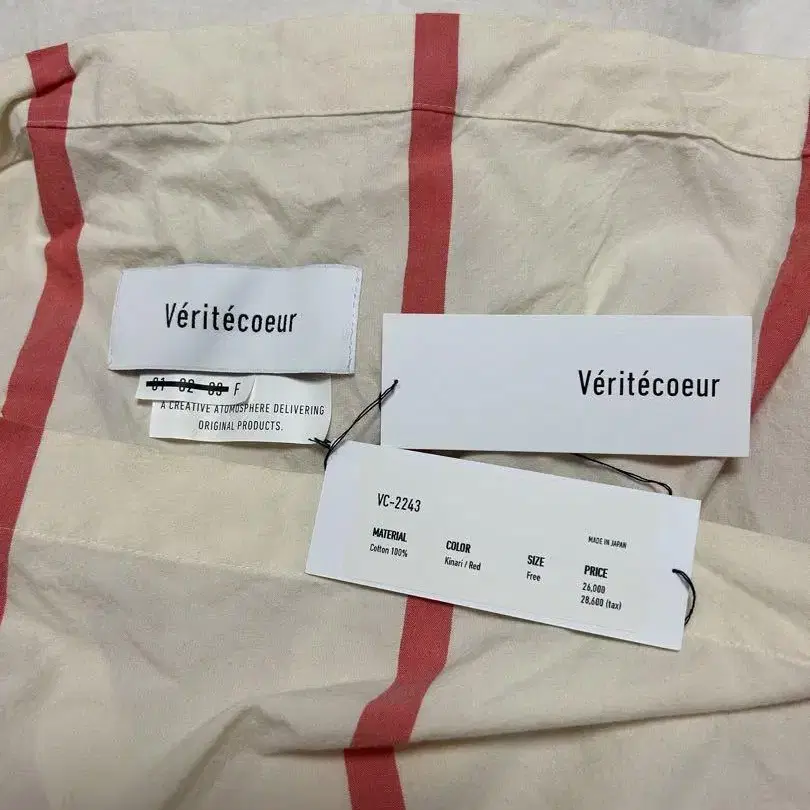 Véritécoeur
01 02 03 F
A CREATIVE ATOMOSPHERE DELIVERING
ORIGINAL PRODUCTS.
Véritécoeur
VC-2243
MADE IN JAPAN
MATERIAL
Cotton 100%
COLOR
Kinari / Red
SIZE
Free
PRICE
26,000
28,600 (tax)